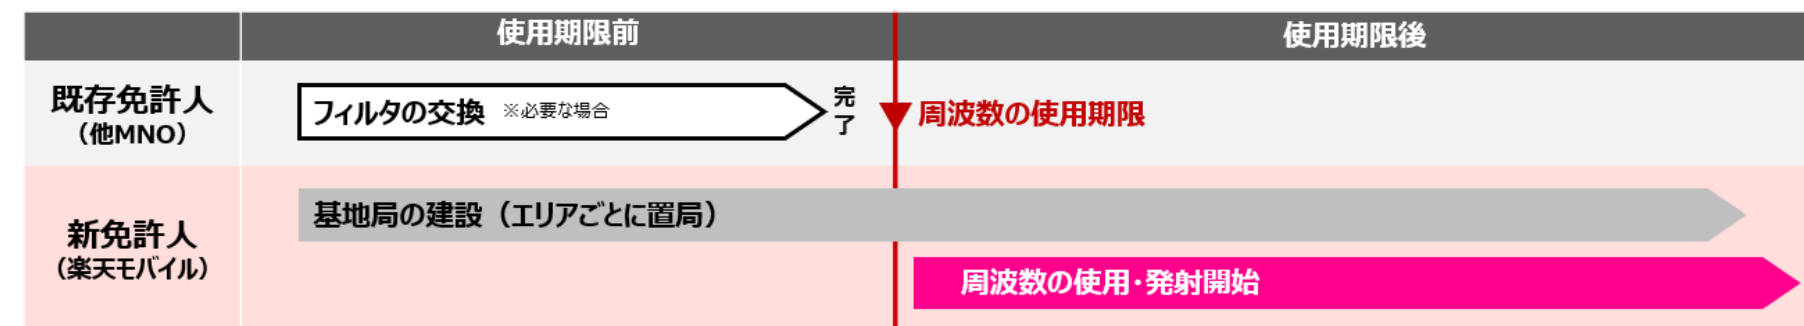 使用期限前
使用期限後
既存免許人
（他MNO）
フィルタの交換 ※必要な場合
完了
周波数の使用期限
新免許人
（楽天モバイル）
基地局の建設（エリアごとに置局）
周波数の使用・発射開始